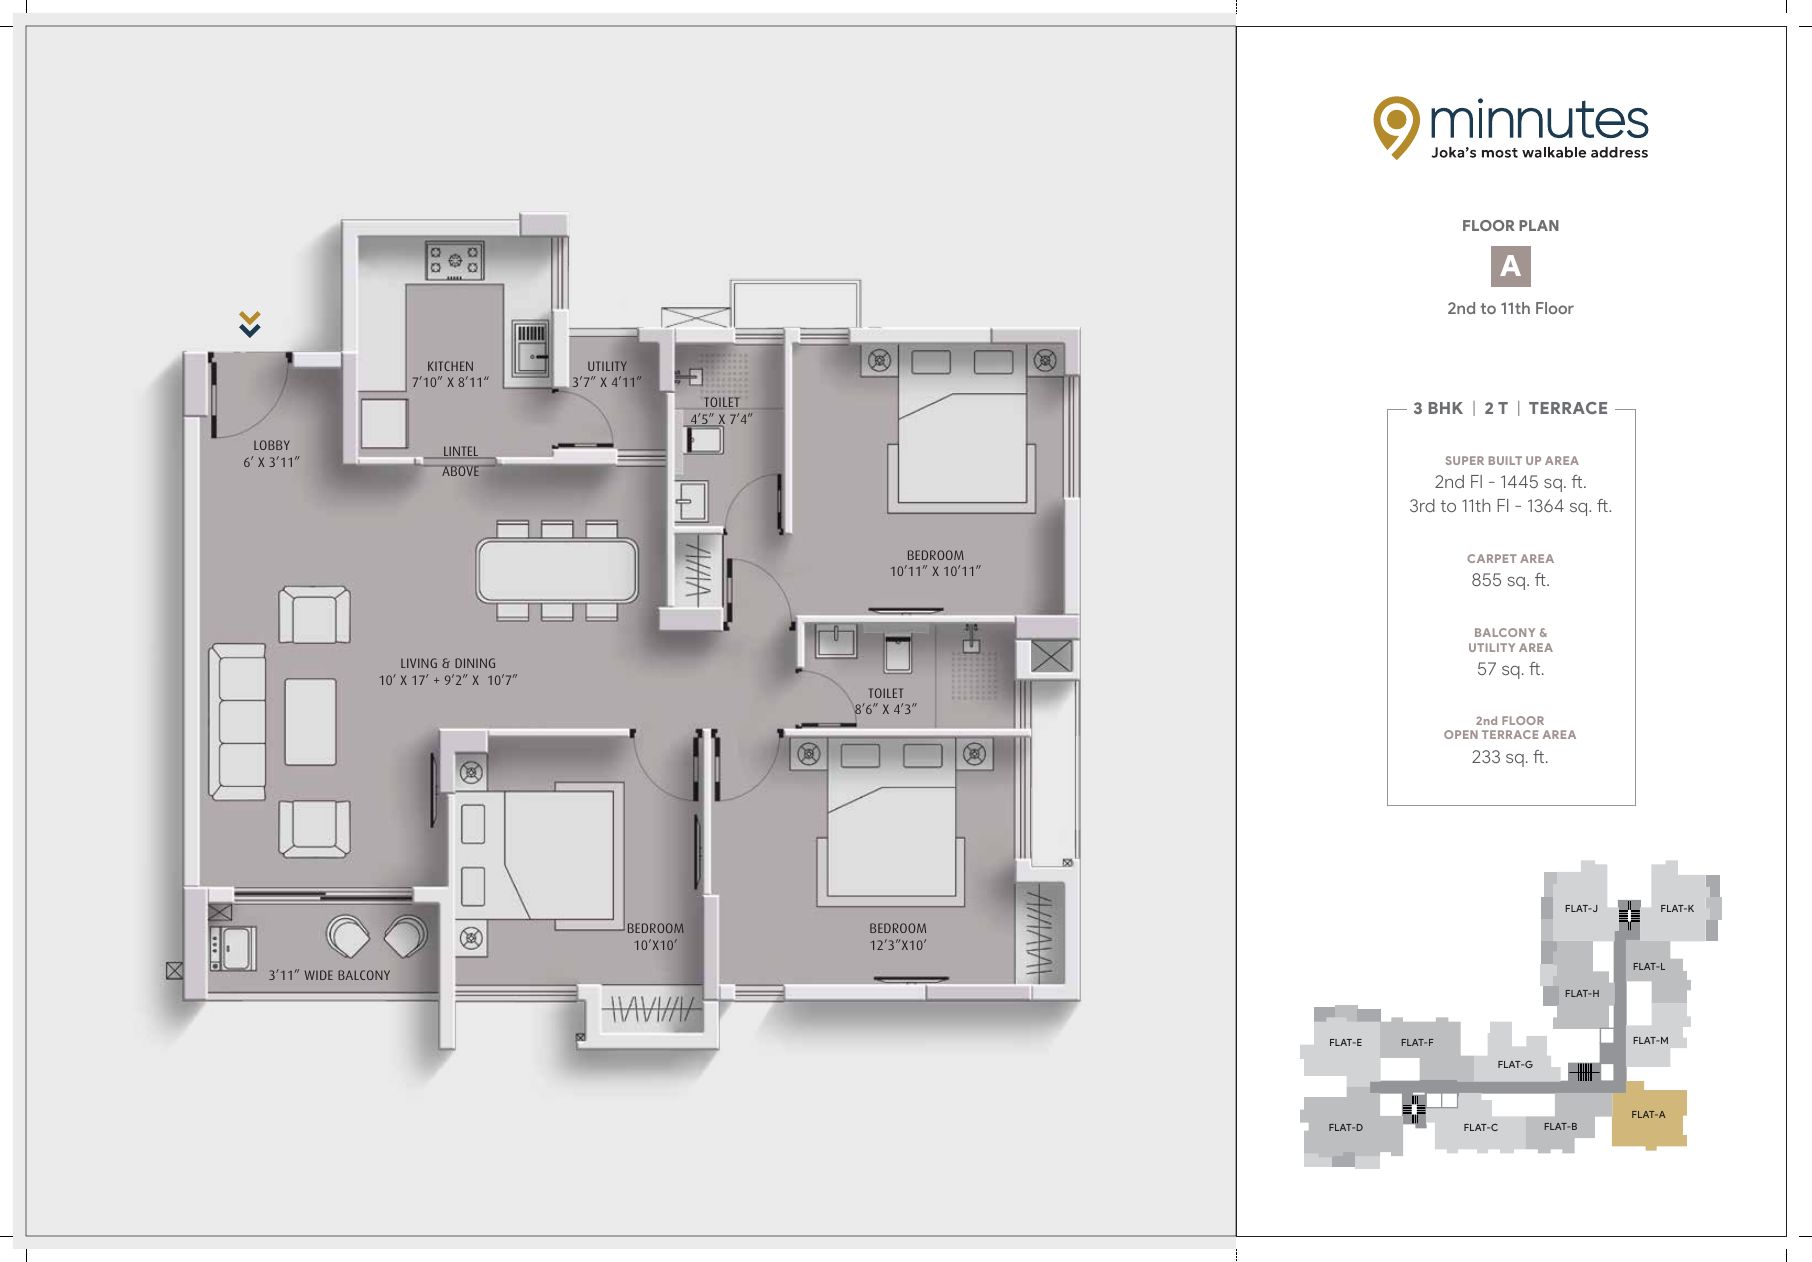 KITCHEN
7'10" X 8'11"
UTILITY
3'7" X 4'11"
TOILET
4'5" X 7'4"
LOBBY
6' X 3'11"
LINTEL
ABOVE
BEDROOM
10'11" X 10'11"
LIVING & DINING
10' X 17' + 9'2" X 10'7"
TOILET
8'6" X 4'3"
BEDROOM
10'X10'
BEDROOM
12'3"X10'
3'11" WIDE BALCONY
9 minnutes
Joka's most walkable address
FLOOR PLAN
A
2nd to 11th Floor
3 BHK | 2 T | TERRACE
SUPER BUILT UP AREA
2nd Fl - 1445 sq. ft.
3rd to 11th Fl - 1364 sq. ft.
CARPET AREA
855 sq. ft.
BALCONY &
UTILITY AREA
57 sq. ft.
2nd FLOOR
OPEN TERRACE AREA
233 sq. ft.
FLAT-J
FLAT-K
FLAT-L
FLAT-H
FLAT-E
FLAT-F
FLAT-M
FLAT-G
FLAT-A
FLAT-D
FLAT-C
FLAT-B